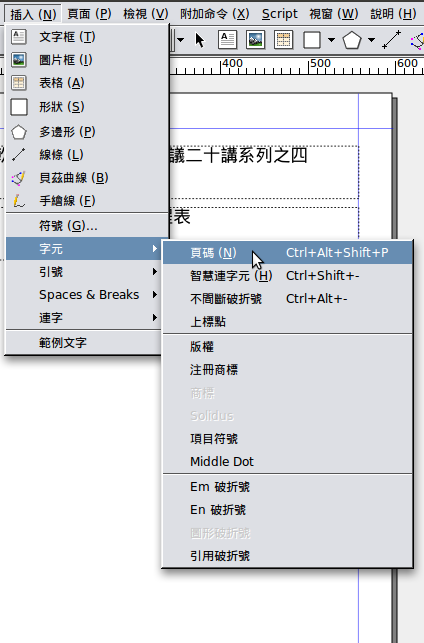 插入 (N) 頁面 (P) 檢視 (V) 附加命令 (X) Script 視窗 (W) 說明 (H)
文字框 (T)
圖片框 (I)
400 500 600
表格 (A)
形狀 (S)
多邊形 (P)
線條 (L)
議二十講系列之四
貝茲曲線 (B)
手繪線 (F)
表
符號 (G)...
字元
頁碼 (N) Ctrl+Alt+Shift+P
引號
智慧連字元 (H) Ctrl+Shift+-
Spaces & Breaks
不間斷破折號 Ctrl+Alt+-
連字
上標點
範例文字
版權
注冊商標
商標
Solidus
項目符號
Middle Dot
Em 破折號
En 破折號
圖形破折號
引用破折號